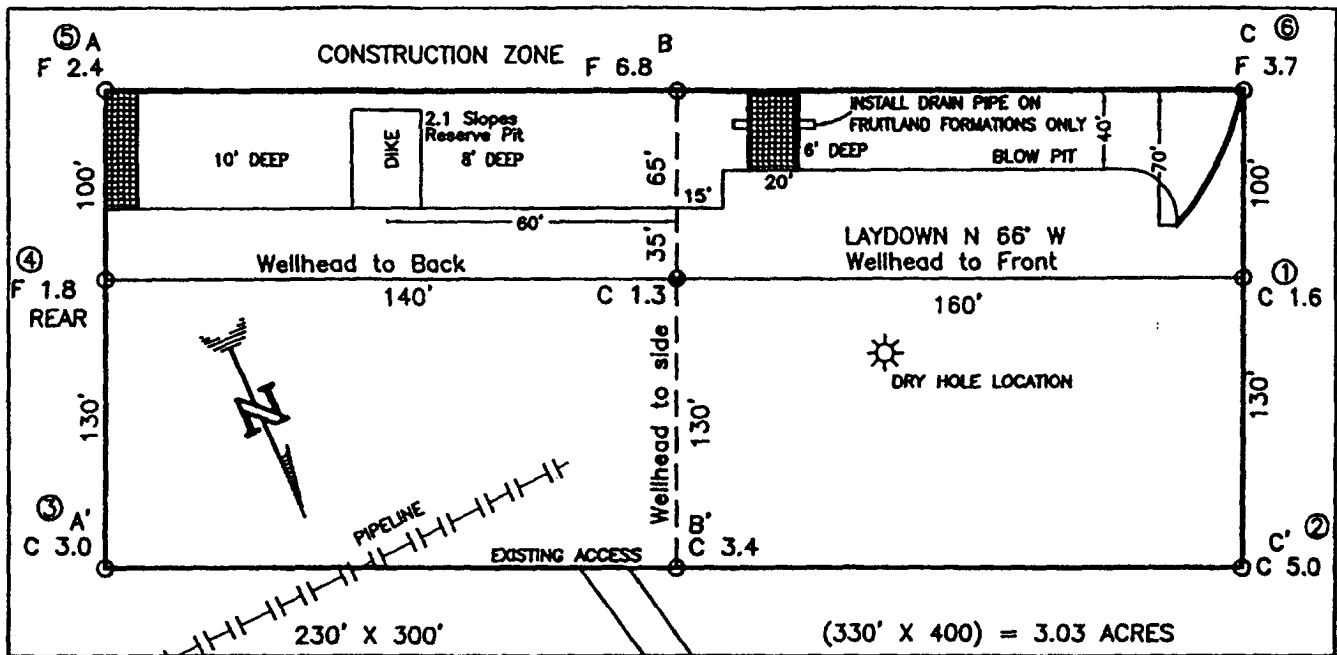 ⑤ A
F 2.4
CONSTRUCTION ZONE
B
F 6.8
C ⑥
F 3.7
INSTALL DRAIN PIPE ON
FRUITLAND FORMATIONS ONLY
2.1 Slopes
Reserve Pit
DIKE
10' DEEP
8' DEEP
6' DEEP
BLOW PIT
40'
70'
100'
65'
100'
15'
20'
60'
35'
LAYDOWN N 66° W
Wellhead to Front
Wellhead to Back
④
F 1.8
REAR
140'
C 1.3
160'
①
C 1.6
DRY HOLE LOCATION
N
130'
Wellhead to side
130'
130'
PIPELINE
③ A'
C 3.0
EXISTING ACCESS
B'
C 3.4
C' ②
C 5.0
230' X 300'
(330' X 400) = 3.03 ACRES